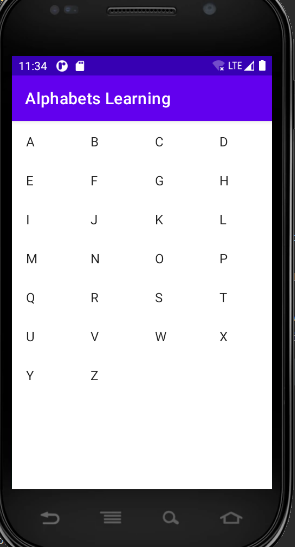 11:34 LTE
Alphabets Learning
A B C D
E F G H
I J K L
M N O P
Q R S T
U V W X
Y Z